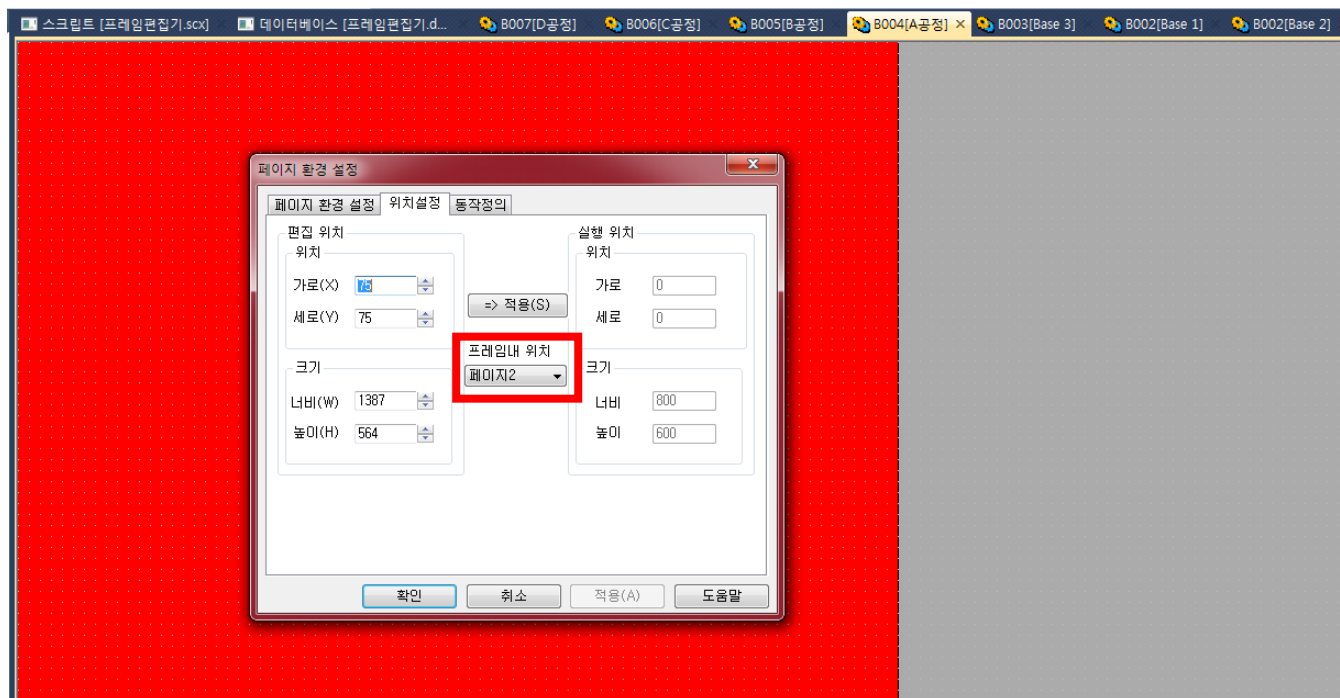 스크립트 [프레임편집기.scx] 데이터베이스 [프레임편집기.d... B007[D공정] B006[C공정] B005[B공정] B004[A공정] B003[Base 3] B002[Base 1] B002[Base 2]
페이지 환경 설정
페이지 환경 설정 위치설정 동작정의
편집 위치
위치
가로(X) 75
세로(Y) 75
크기
너비(W) 1387
높이(H) 564
=> 적용(S)
프레임내 위치
페이지2
실행 위치
위치
가로 0
세로 0
크기
너비 800
높이 600
확인 취소 적용(A) 도움말